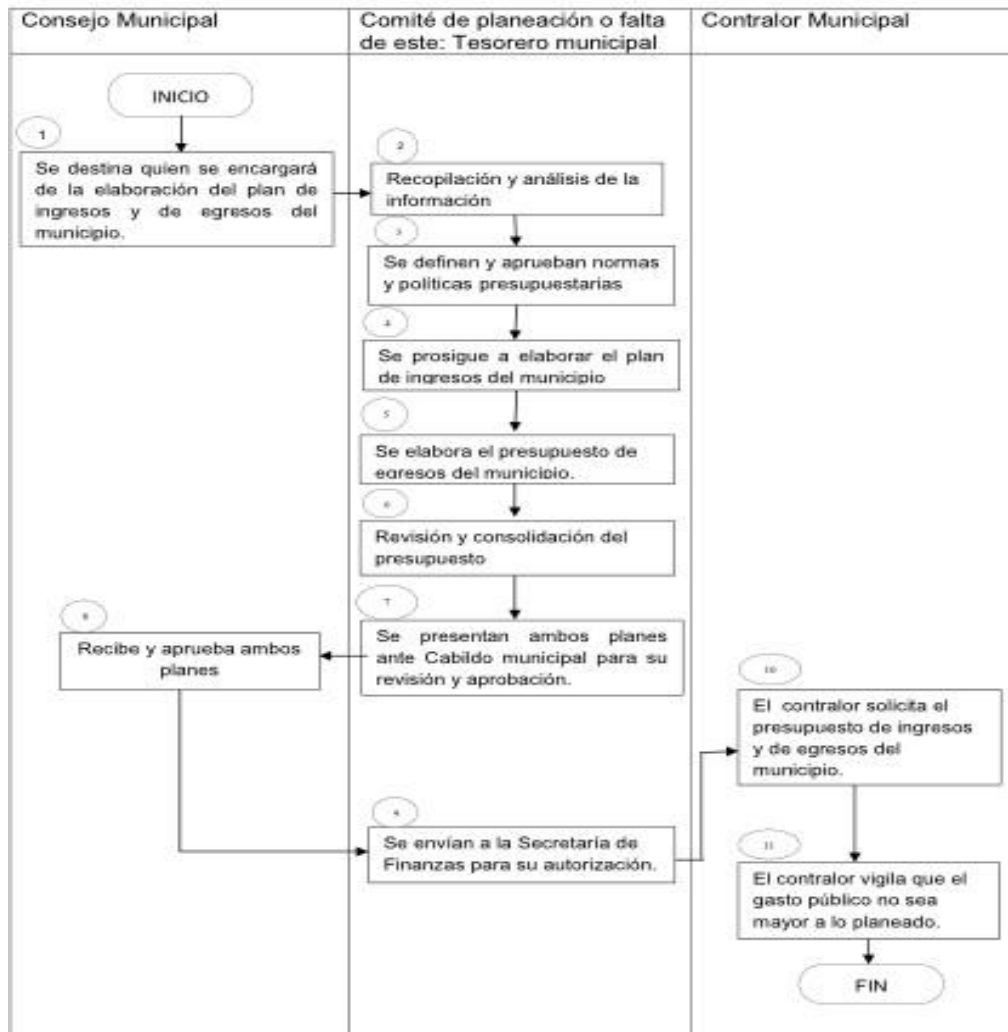 Consejo Municipal
Comité de planeación o falta
de este: Tesorero municipal
Contralor Municipal
INICIO
1
Se destina quien se encargará
de la elaboración del plan de
ingresos y de egresos del
municipio.
2
Recopilación y análisis de la
información
3
Se definen y aprueban normas
y políticas presupuestarias
4
Se prosigue a elaborar el plan
de ingresos del municipio
5
Se elabora el presupuesto de
egresos del municipio.
6
Revisión y consolidación del
presupuesto
7
Se presentan ambos planes
ante Cabildo municipal para su
revisión y aprobación.
8
Recibe y aprueba ambos
planes
9
Se envían a la Secretaría de
Finanzas para su autorización.
10
El contralor solicita el
presupuesto de ingresos
y de egresos del
municipio.
11
El contralor vigila que el
gasto público no sea
mayor a lo planeado.
FIN